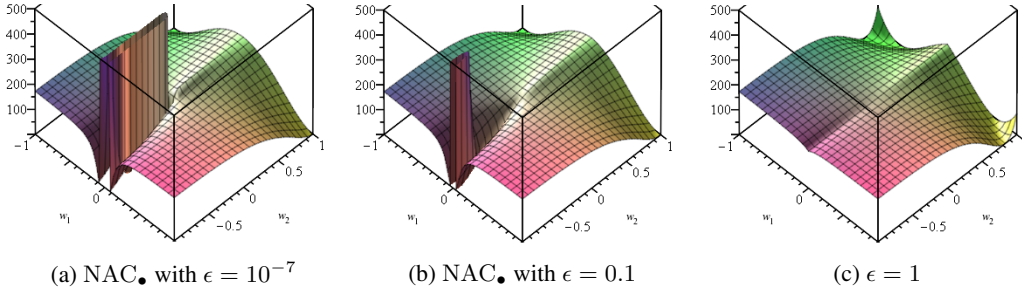 500 400 300 200 100 −1 0 w₁ −0.5 0 0.5 1 w₂
500 400 300 200 100 −1 0 w₁ −0.5 0 0.5 1 w₂
500 400 300 200 100 −1 0 w₁ −0.5 0 0.5 1 w₂
(a) NAC• with ϵ = 10⁻⁷
(b) NAC• with ϵ = 0.1
(c) ϵ = 1